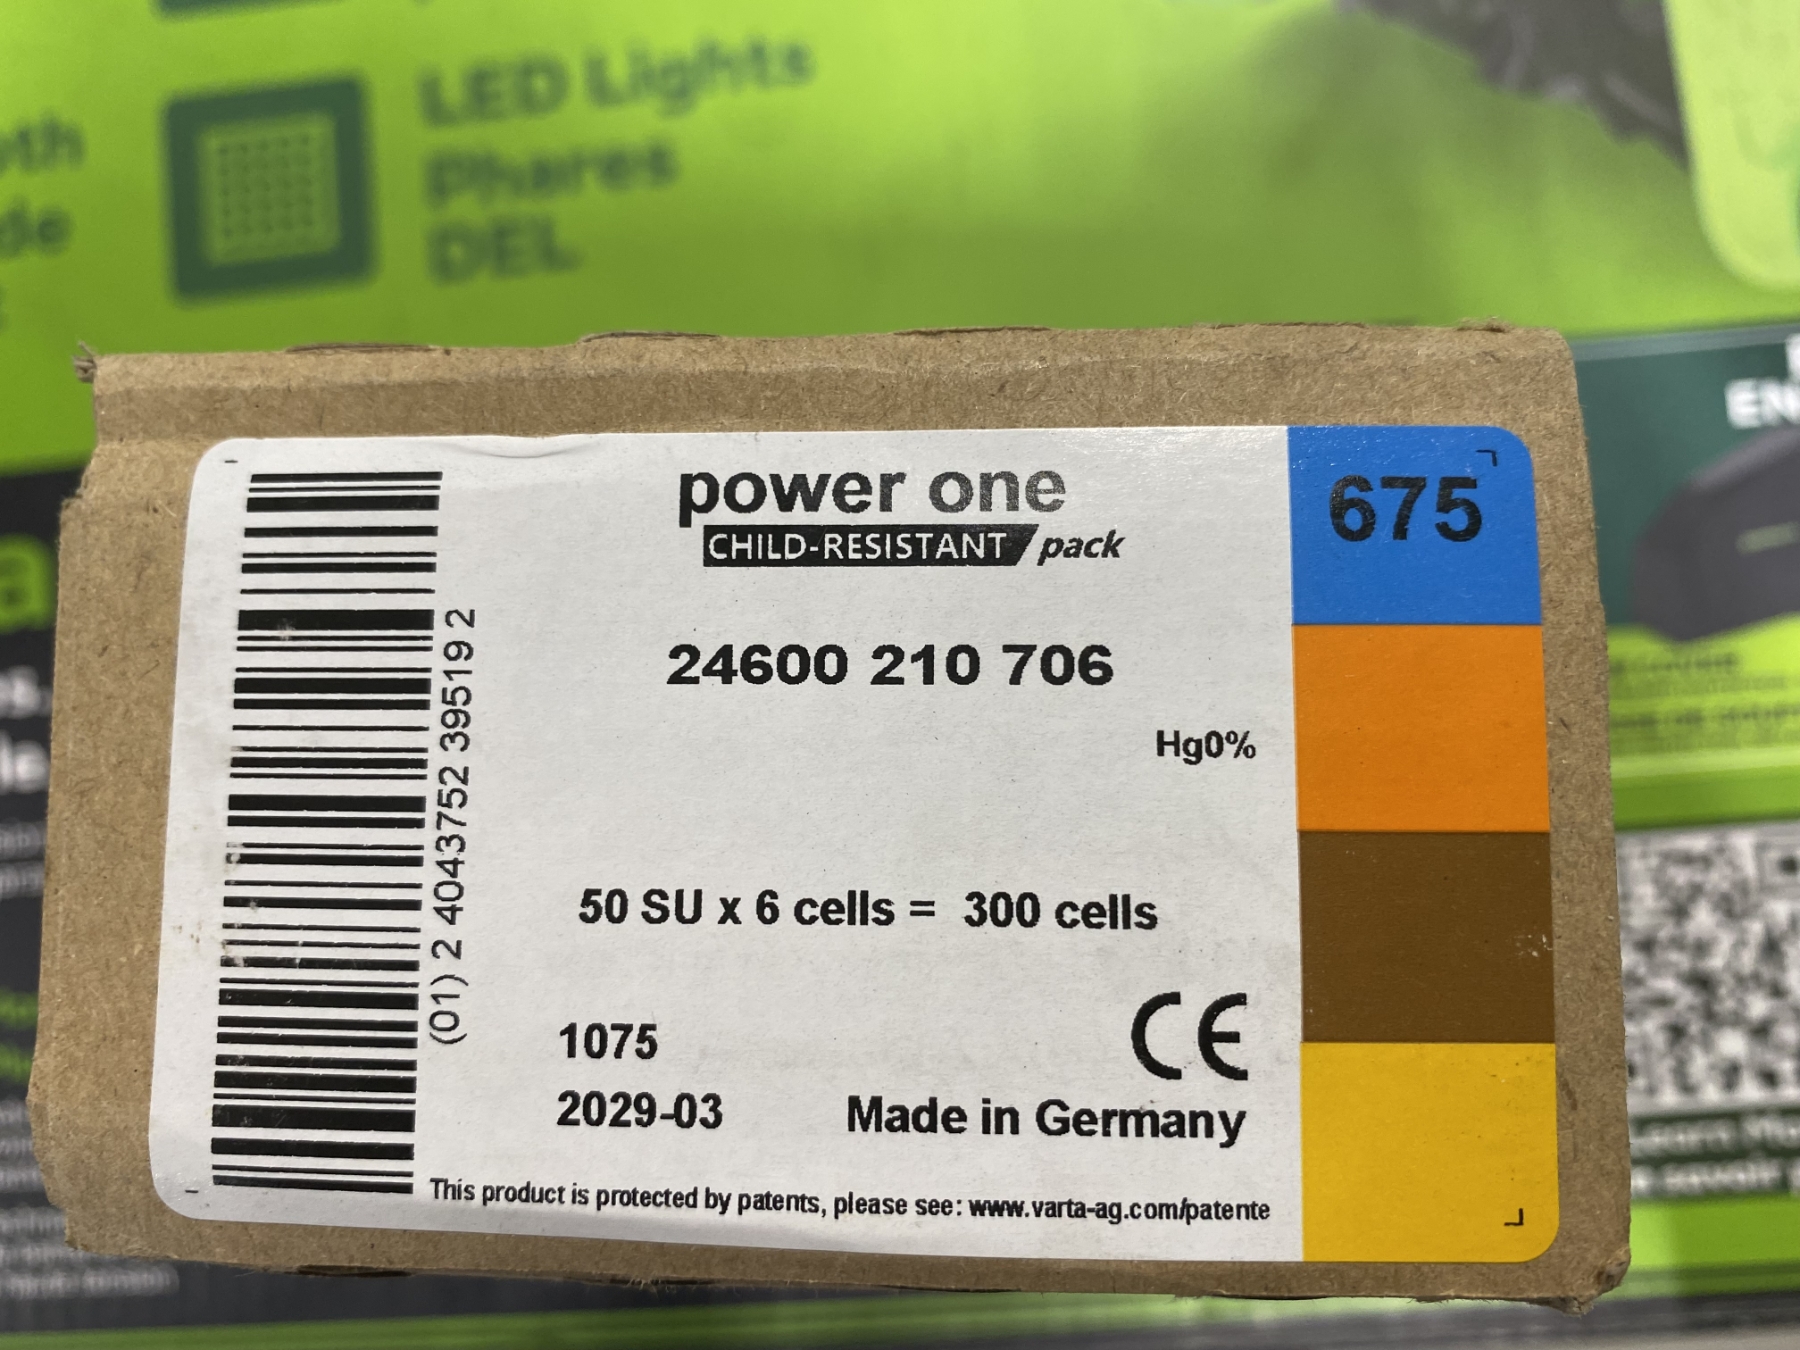 LED Lights
Phares
DEL
EN
power one
CHILD-RESISTANT pack
675
24600 210 706
Hg0%
50 SU x 6 cells = 300 cells
1075
2029-03
Made in Germany
This product is protected by patents, please see: www.varta-ag.com/patente
(01) 2 4043752 39519 2